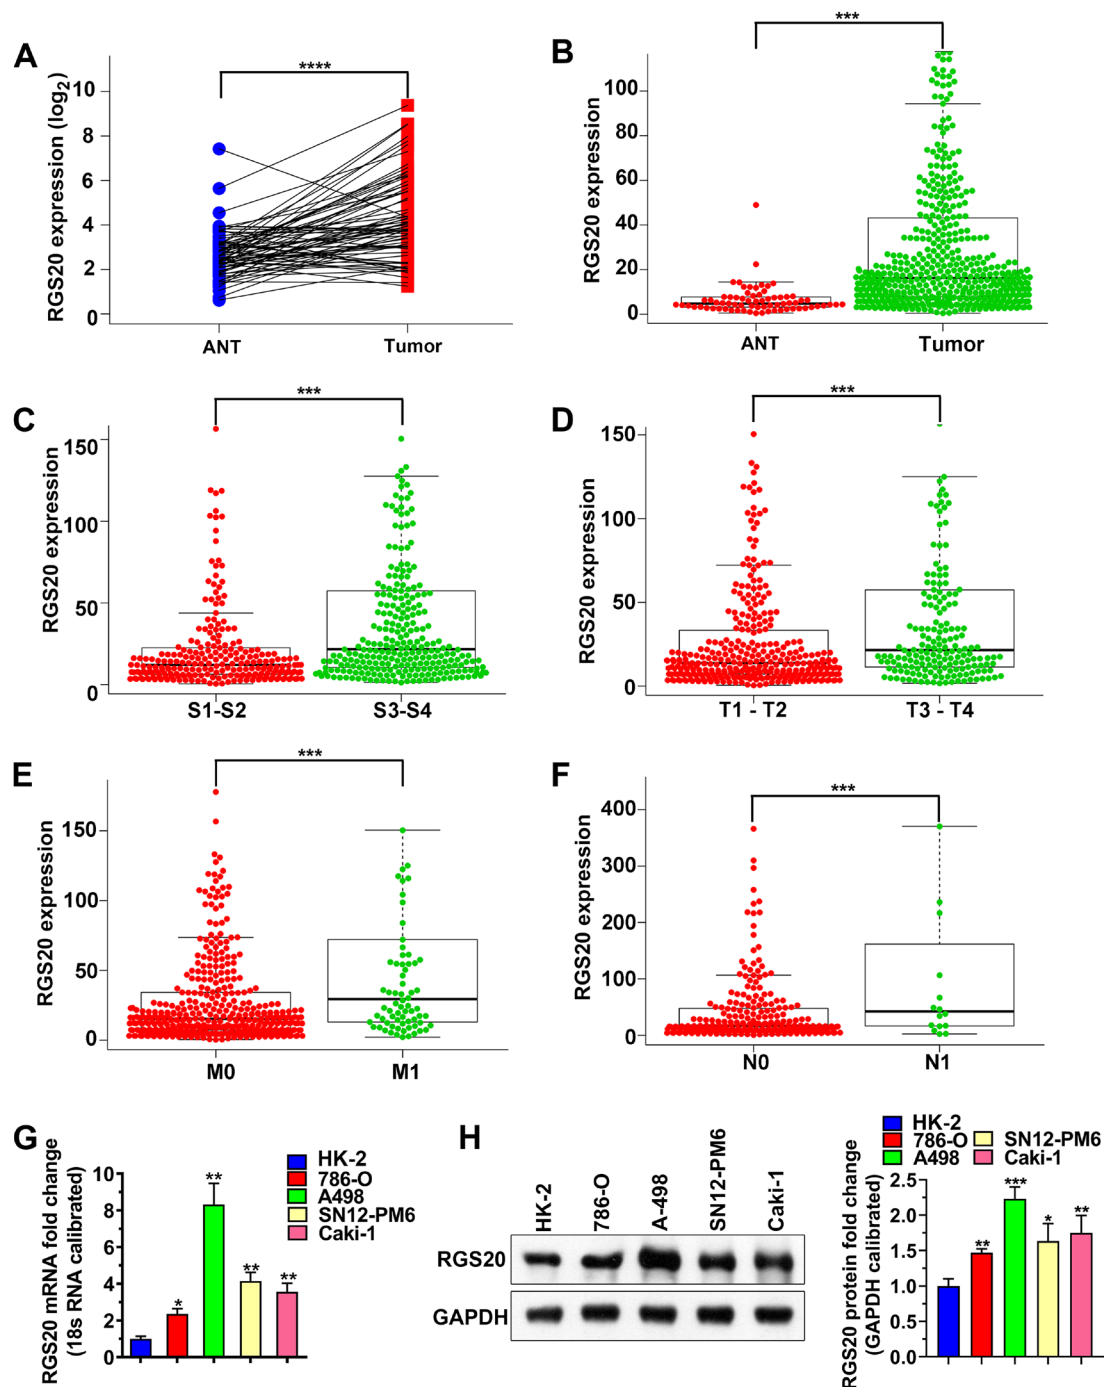 A
RGS20 expression (log2)
10
8
6
4
2
0
****
ANT
Tumor
B
RGS20 expression
100
80
60
40
20
0
***
ANT
Tumor
C
RGS20 expression
150
100
50
0
***
S1-S2
S3-S4
D
RGS20 expression
150
100
50
0
***
T1 - T2
T3 - T4
E
RGS20 expression
150
100
50
0
***
M0
M1
F
RGS20 expression
400
300
200
100
0
***
N0
N1
G
RGS20 mRNA fold change
(18s RNA calibrated)
10
8
6
4
2
0
*
**
**
**
HK-2
786-O
A498
SN12-PM6
Caki-1
H
HK-2
786-O
A-498
SN12-PM6
Caki-1
RGS20
GAPDH
HK-2
786-O
A498
SN12-PM6
Caki-1
RGS20 protein fold change
(GAPDH calibrated)
2.5
2.0
1.5
1.0
0.5
0.0
**
***
*
**